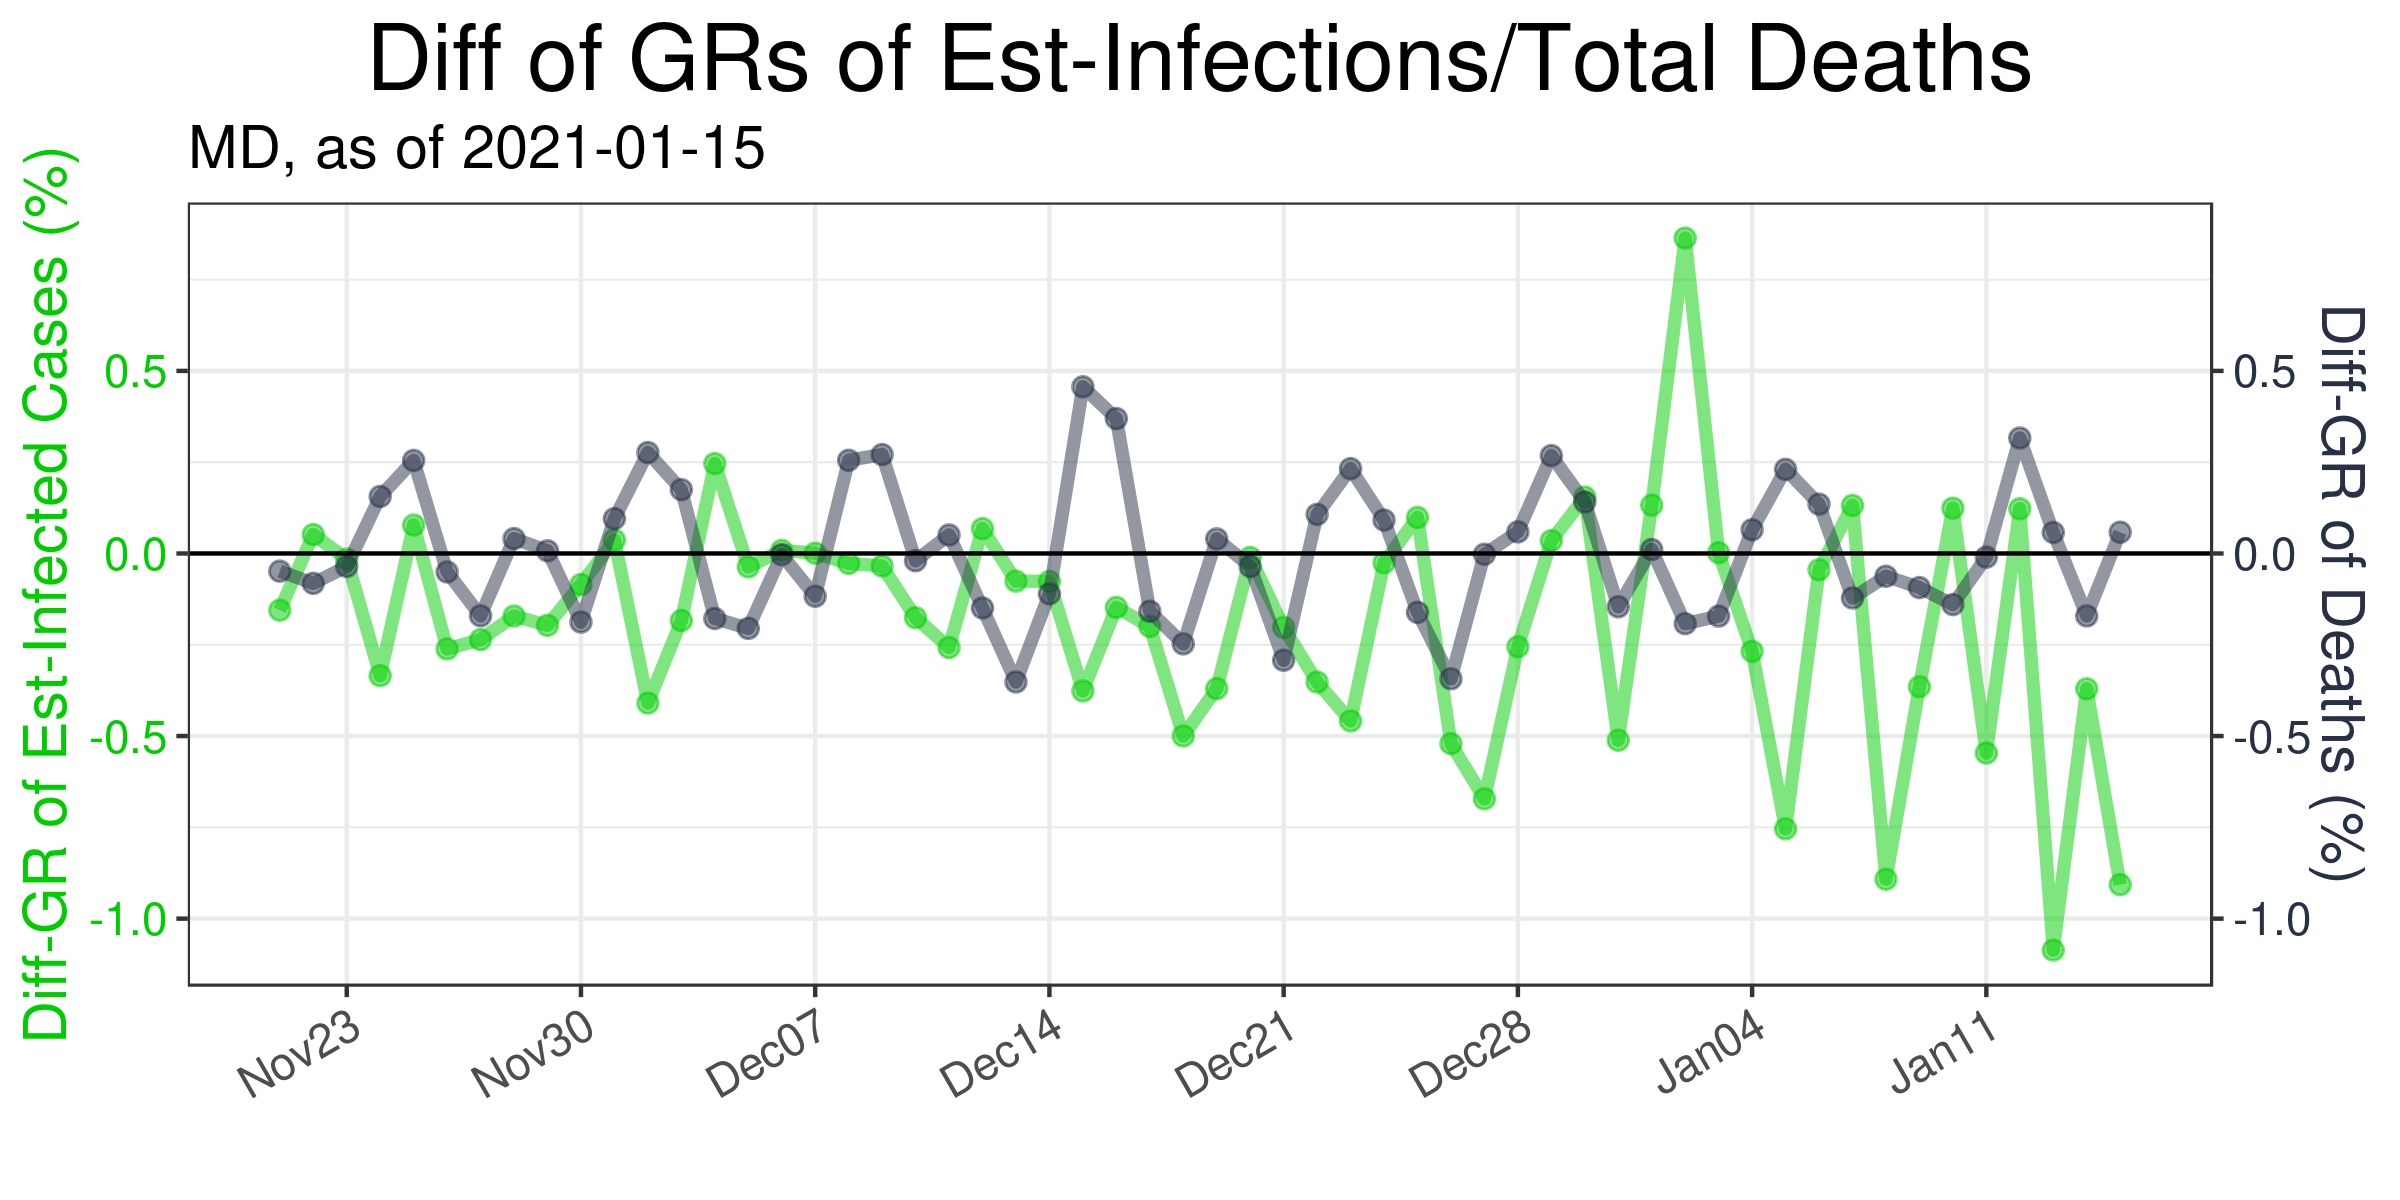 Diff of GRs of Est-Infections/Total Deaths
MD, as of 2021-01-15
Diff-GR of Est-Infected Cases (%)
0.5
0.0
-0.5
-1.0
0.5
0.0
-0.5
-1.0
Diff-GR of Deaths (%)
Nov23
Nov30
Dec07
Dec14
Dec21
Dec28
Jan04
Jan11